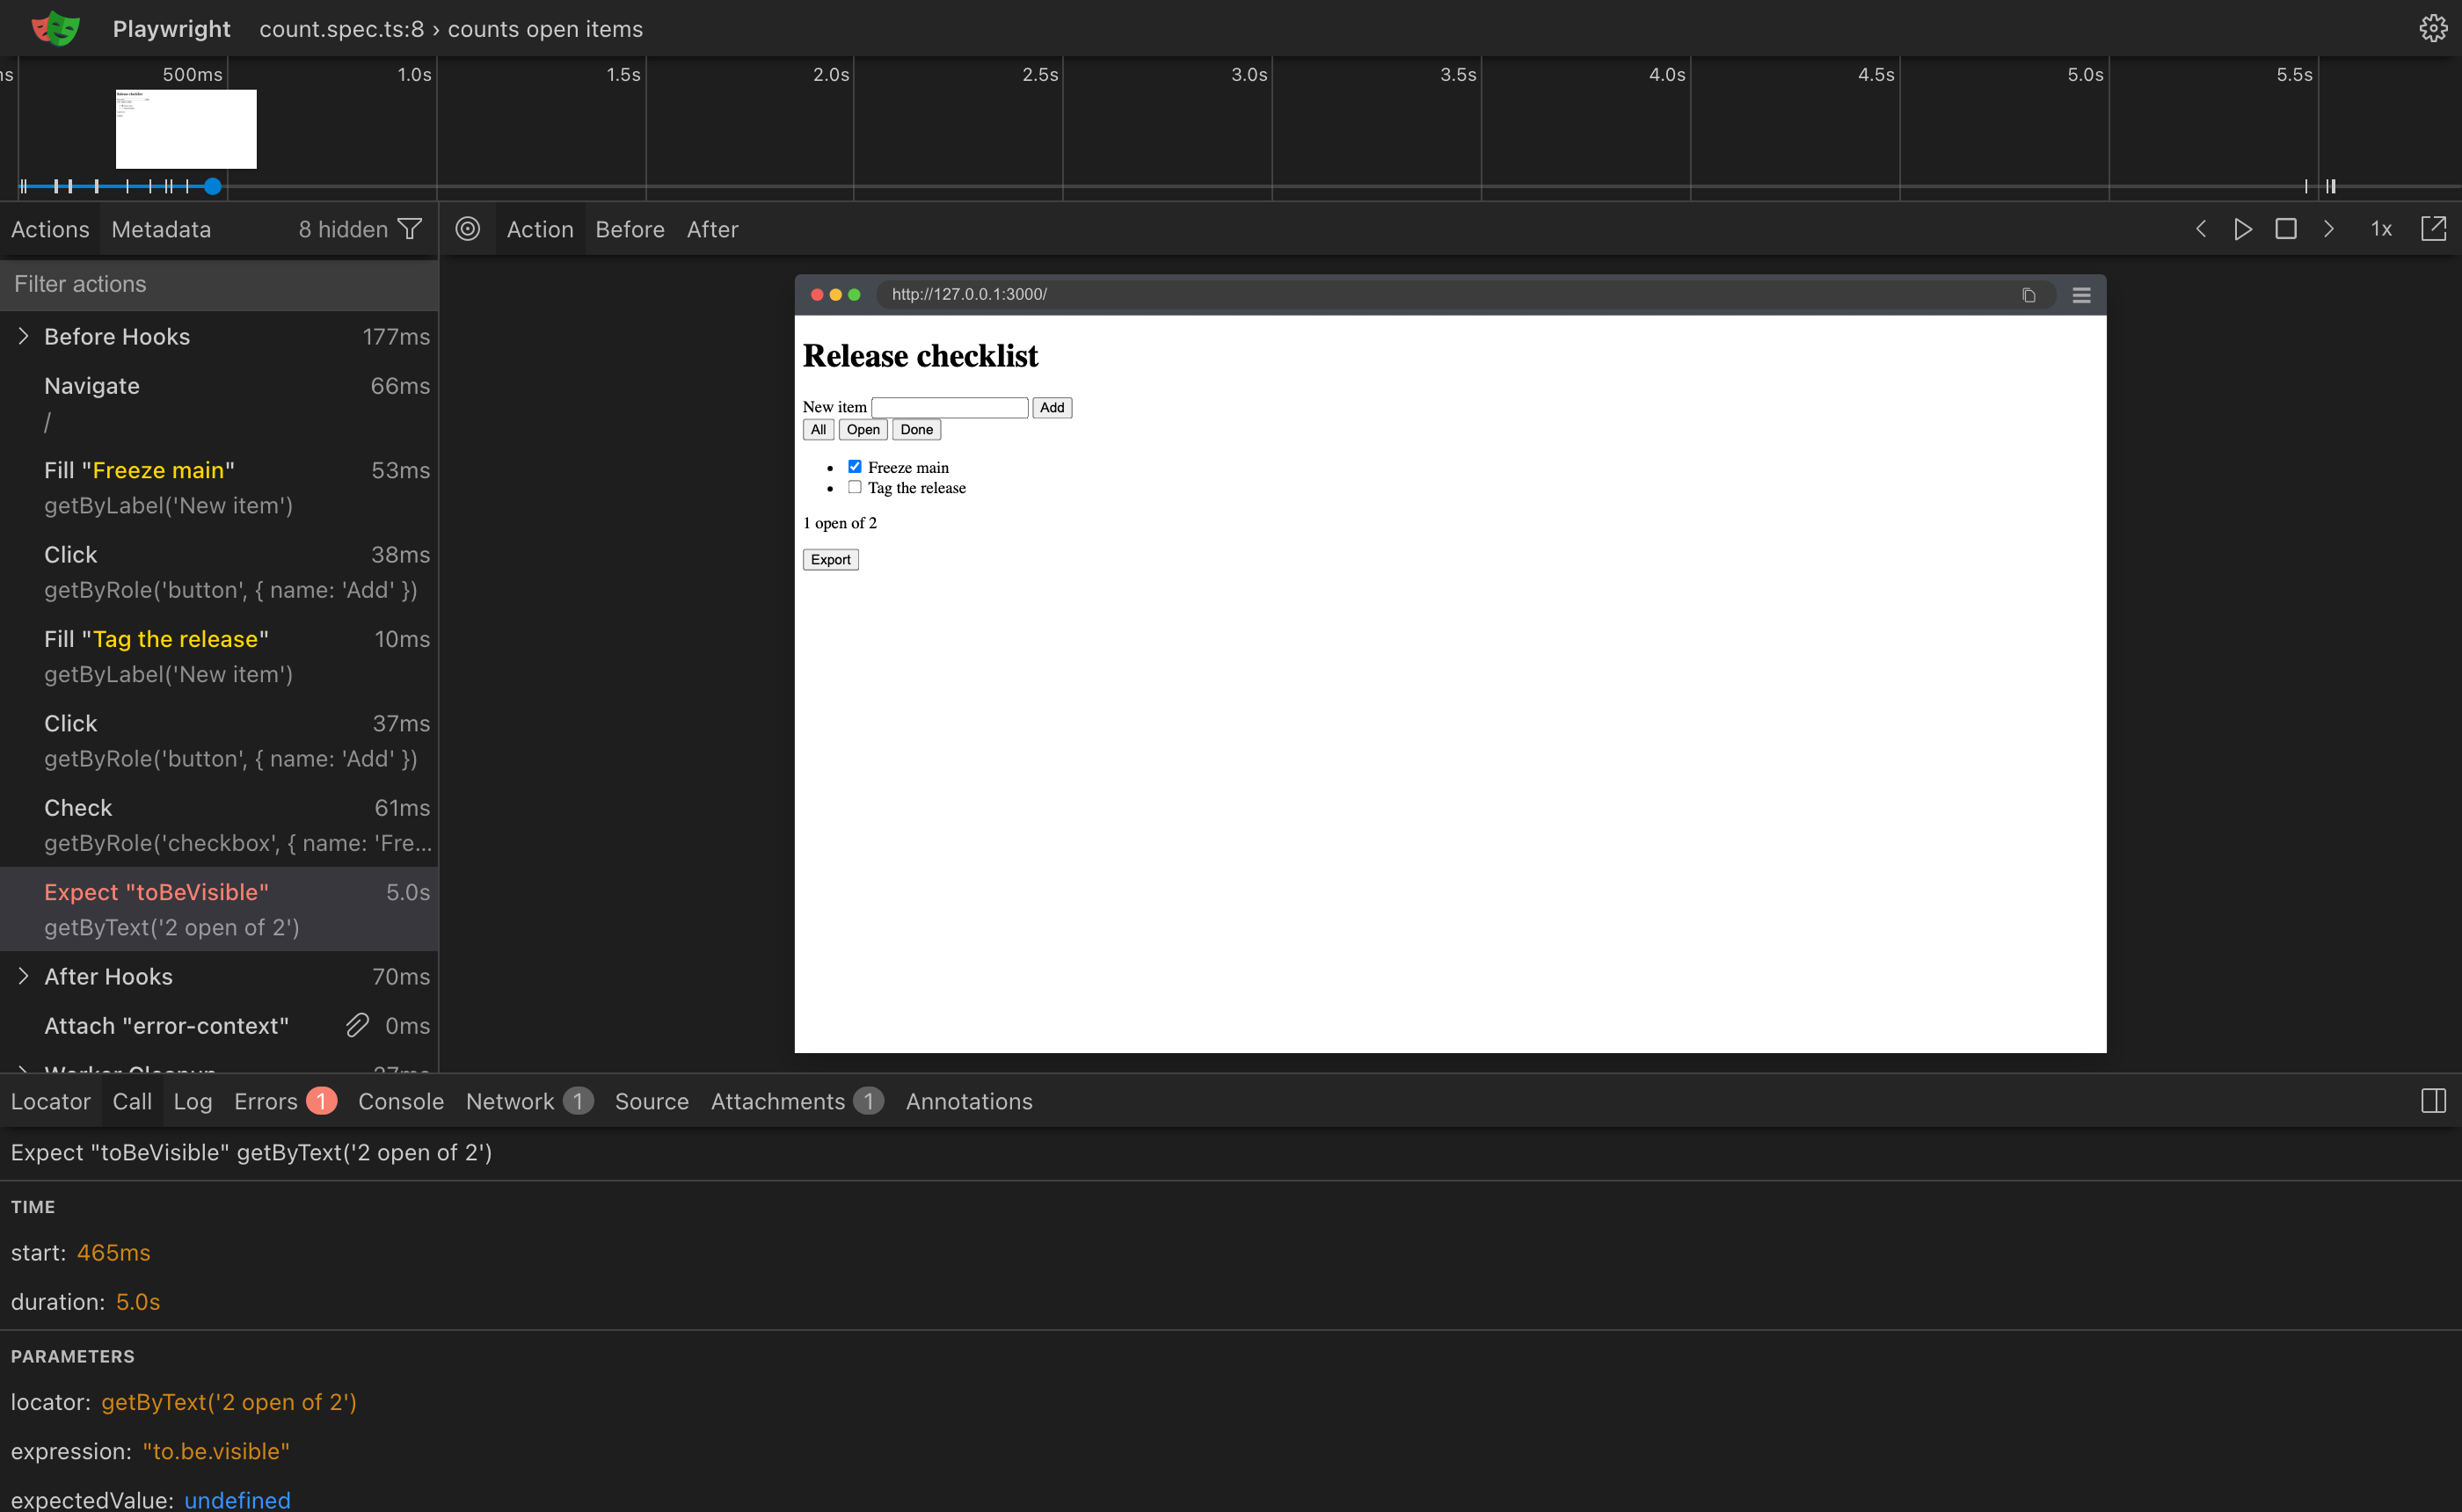 Playwright count.spec.ts:8 › counts open items
500ms 1.0s 1.5s 2.0s 2.5s 3.0s 3.5s 4.0s 4.5s 5.0s 5.5s
Actions Metadata 8 hidden
Action Before After
1x
Filter actions
Before Hooks 177ms
Navigate 66ms
/
Fill "Freeze main" 53ms
getByLabel('New item')
Click 38ms
getByRole('button', { name: 'Add' })
Fill "Tag the release" 10ms
getByLabel('New item')
Click 37ms
getByRole('button', { name: 'Add' })
Check 61ms
getByRole('checkbox', { name: 'Fre...
Expect "toBeVisible" 5.0s
getByText('2 open of 2')
After Hooks 70ms
Attach "error-context" 0ms
Worker Cleanup
http://127.0.0.1:3000/
Release checklist
New item Add
All Open Done
Freeze main
Tag the release
1 open of 2
Export
Locator Call Log Errors 1 Console Network 1 Source Attachments 1 Annotations
Expect "toBeVisible" getByText('2 open of 2')
TIME
start: 465ms
duration: 5.0s
PARAMETERS
locator: getByText('2 open of 2')
expression: "to.be.visible"
expectedValue: undefined